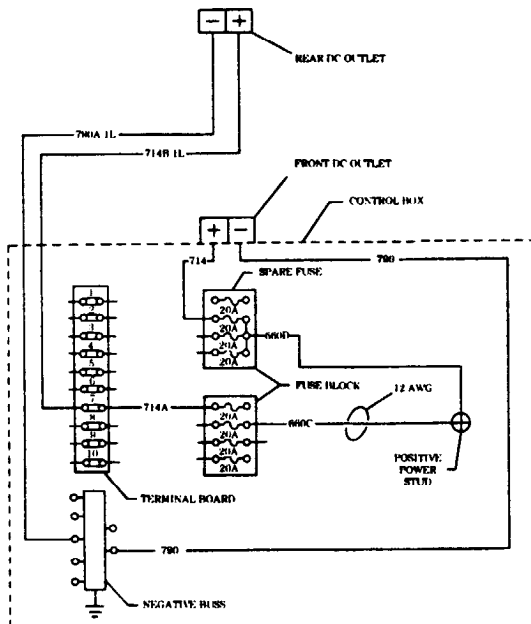 − +
REAR DC OUTLET
790A 1L
714B 1L
FRONT DC OUTLET
CONTROL BOX
+ −
714
790
SPARE FUSE
1
2
3
4
5
6
7
8
9
10
20A
20A
20A
20A
660D
FUSE BLOCK
12 AWG
714A
20A
20A
20A
20A
660C
POSITIVE
POWER
STUD
TERMINAL BOARD
790
NEGATIVE BUSS